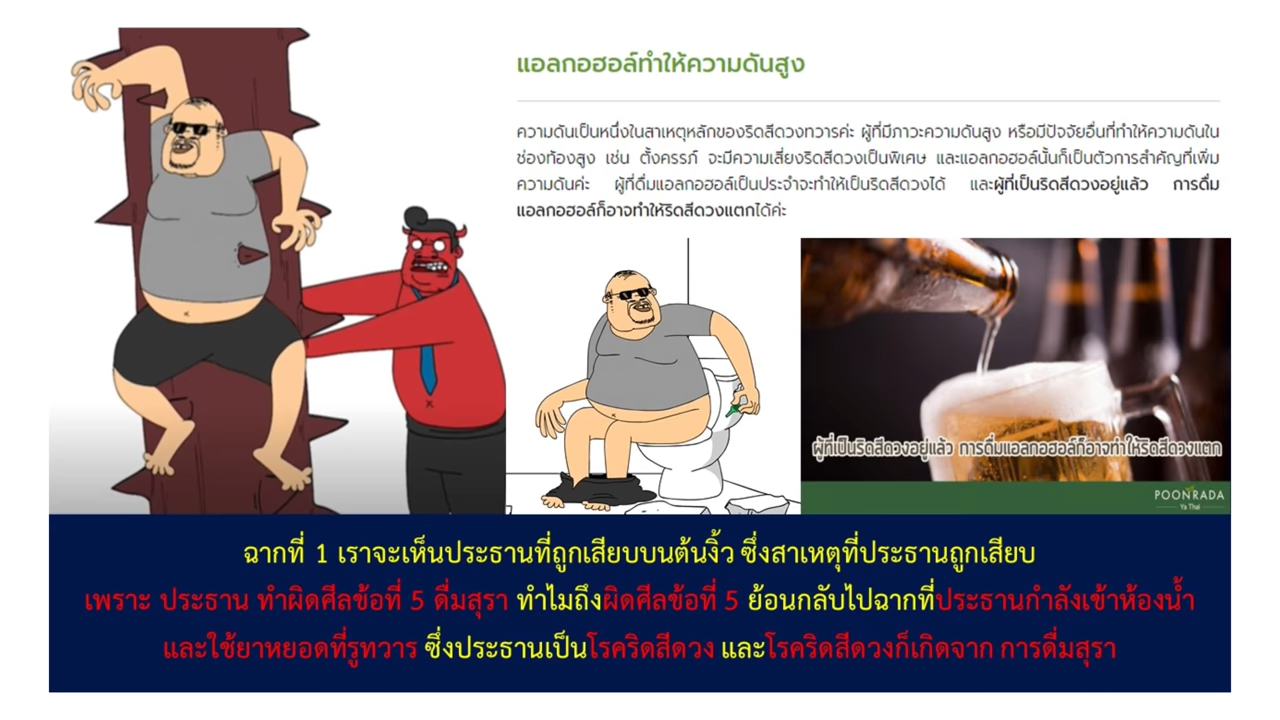 แอลกอฮอล์ทำให้ความดันสูง
ความดันเป็นหนึ่งในสาเหตุหลักของริดสีดวงทวารค่ะ ผู้ที่มีภาวะความดันสูง หรือมีปัจจัยอื่นที่ทำให้ความดันใน
ช่องท้องสูง เช่น ตั้งครรภ์ จะมีความเสี่ยงริดสีดวงเป็นพิเศษ และแอลกอฮอล์นั้นก็เป็นตัวการสำคัญที่เพิ่ม
ความดันค่ะ ผู้ที่ดื่มแอลกอฮอล์เป็นประจำจะทำให้เป็นริดสีดวงได้ และผู้ที่เป็นริดสีดวงอยู่แล้ว การดื่ม
แอลกอฮอล์ก็อาจทำให้ริดสีดวงแตกได้ค่ะ
ผู้ที่เป็นริดสีดวงอยู่แล้ว การดื่มแอลกอฮอล์ก็อาจทำให้ริดสีดวงแตก
POONRADA
Ya Thai
ฉากที่ 1 เราจะเห็นประธานที่ถูกเสียบบนต้นงิ้ว ซึ่งสาเหตุที่ประธานถูกเสียบ
เพราะ ประธาน ทำผิดศีลข้อที่ 5 ดื่มสุรา ทำไมถึงผิดศีลข้อที่ 5 ย้อนกลับไปฉากที่ประธานกำลังเข้าห้องน้ำ
และใช้ยาหยอดที่รูทวาร ซึ่งประธานเป็นโรคริดสีดวง และโรคริดสีดวงก็เกิดจาก การดื่มสุรา